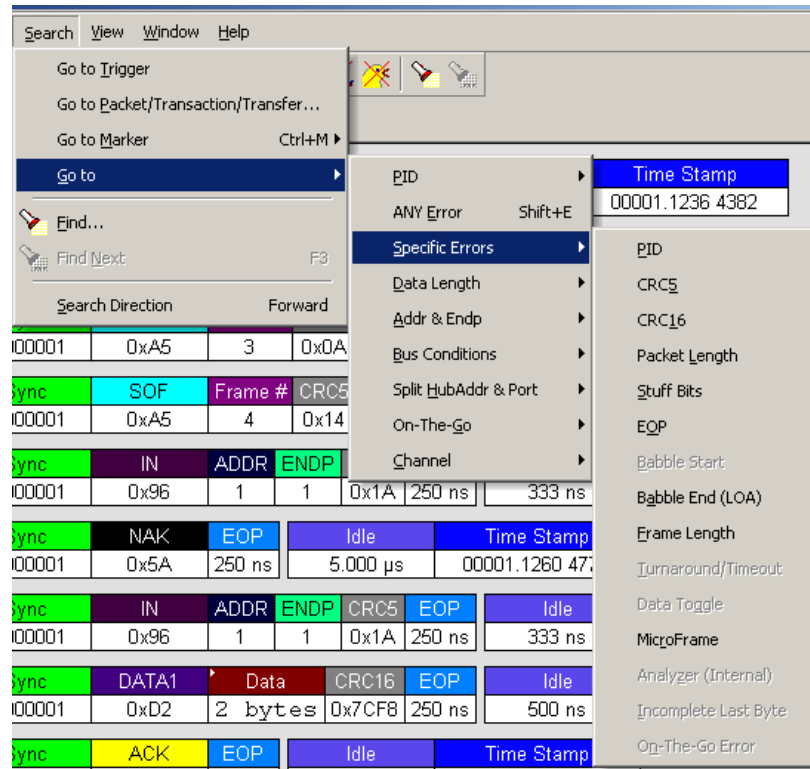 Search View Window Help
Go to Trigger
Go to Packet/Transaction/Transfer...
Go to Marker Ctrl+M
Go to
Find...
Find Next F3
Search Direction Forward
PID
ANY Error Shift+E
Specific Errors
Data Length
Addr & Endp
Bus Conditions
Split HubAddr & Port
On-The-Go
Channel
PID
CRC5
CRC16
Packet Length
Stuff Bits
EOP
Babble Start
Babble End (LOA)
Frame Length
Turnaround/Timeout
Data Toggle
MicroFrame
Analyzer (Internal)
Incomplete Last Byte
On-The-Go Error
Time Stamp
00001.1236 4382
00001 0xA5 3 0x0A
Sync SOF Frame # CRC5
00001 0xA5 4 0x14
Sync IN ADDR ENDP
00001 0x96 1 1 0x1A 250 ns 333 ns
Sync NAK EOP Idle Time Stamp
00001 0x5A 250 ns 5.000 µs 00001.1260 477
Sync IN ADDR ENDP CRC5 EOP Idle
00001 0x96 1 1 0x1A 250 ns 333 ns
Sync DATA1 Data CRC16 EOP Idle
00001 0xD2 2 bytes 0x7CF8 250 ns 500 ns
Sync ACK EOP Idle Time Stamp